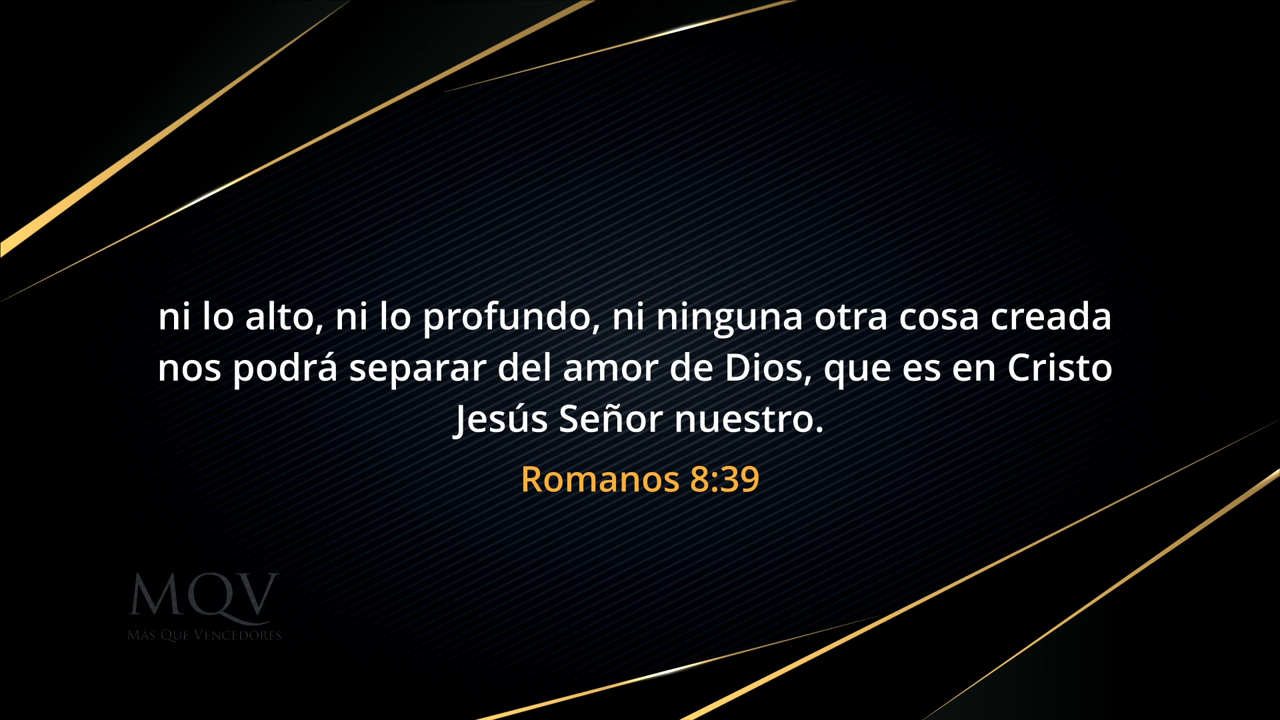 ni lo alto, ni lo profundo, ni ninguna otra cosa creada
nos podrá separar del amor de Dios, que es en Cristo
Jesús Señor nuestro.
Romanos 8:39
MQV
Más Que Vencedores